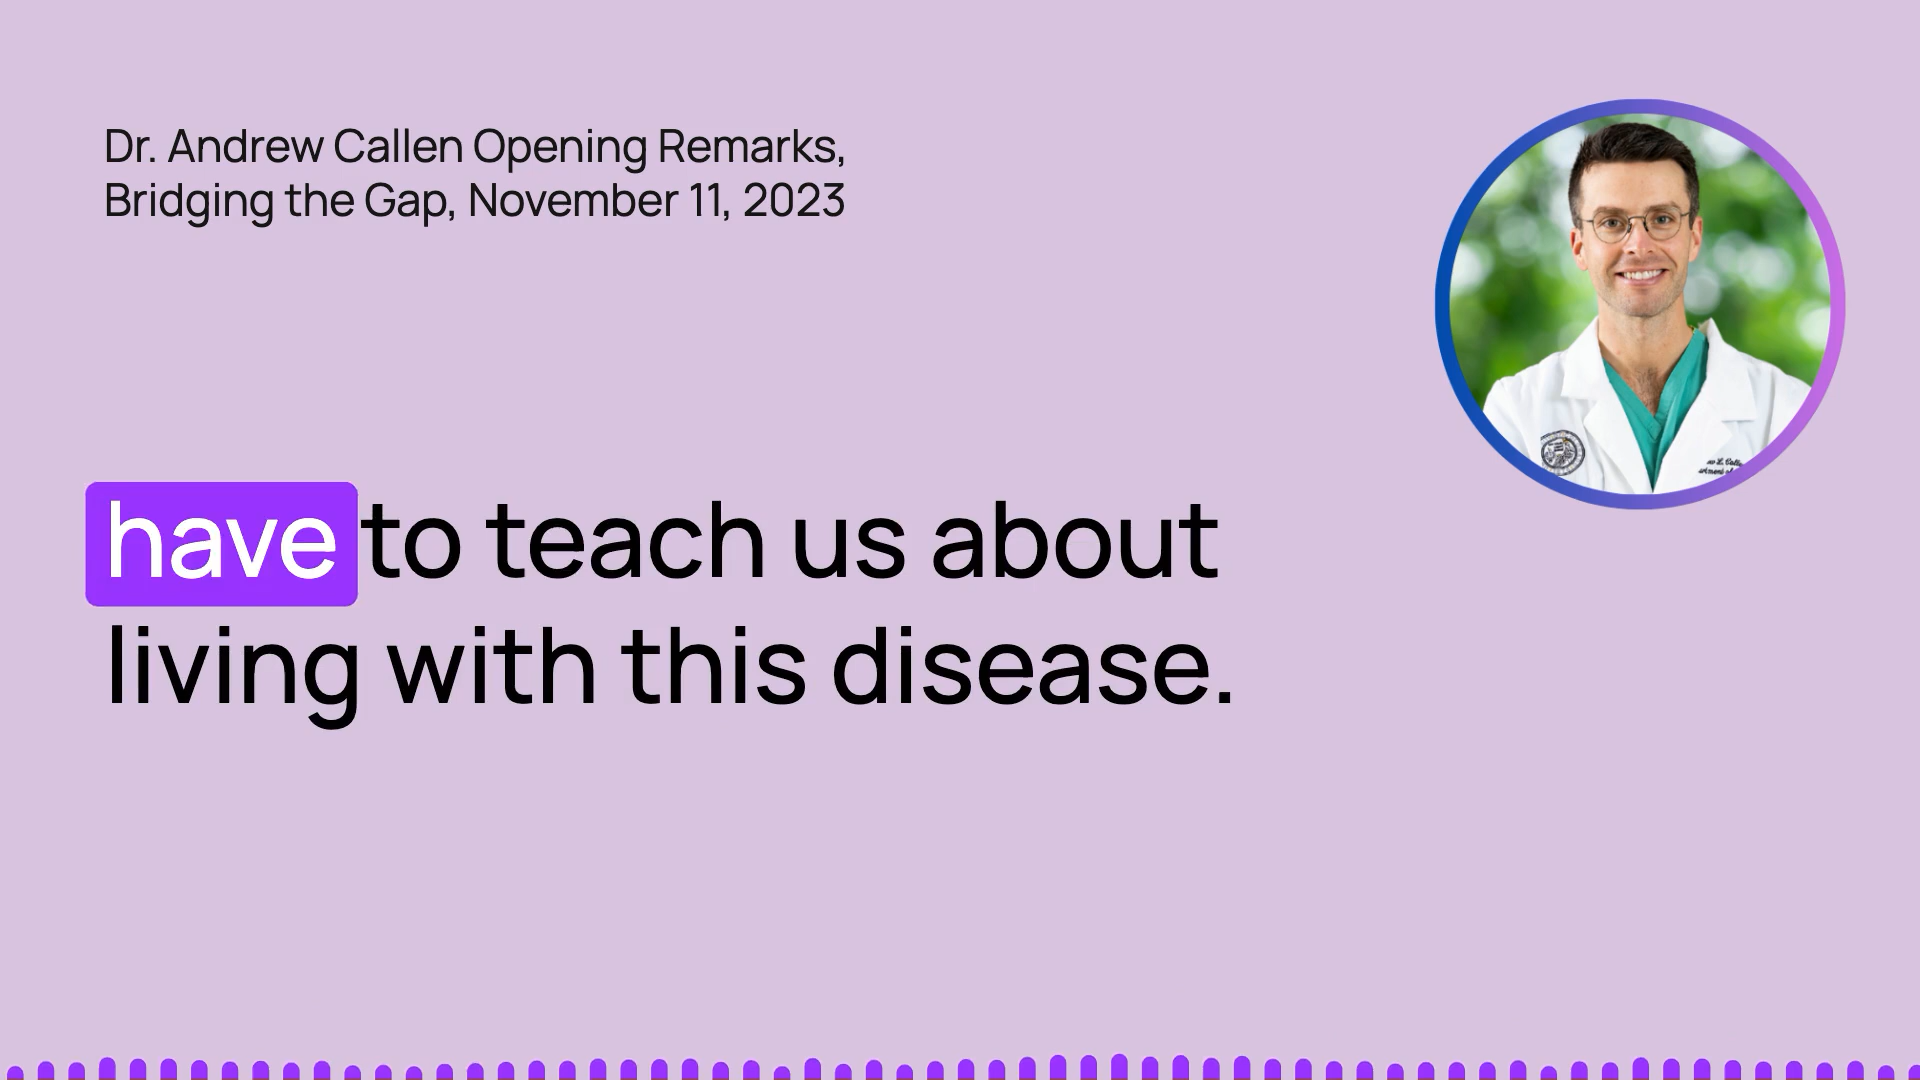 Dr. Andrew Callen Opening Remarks,
Bridging the Gap, November 11, 2023
have to teach us about
living with this disease.